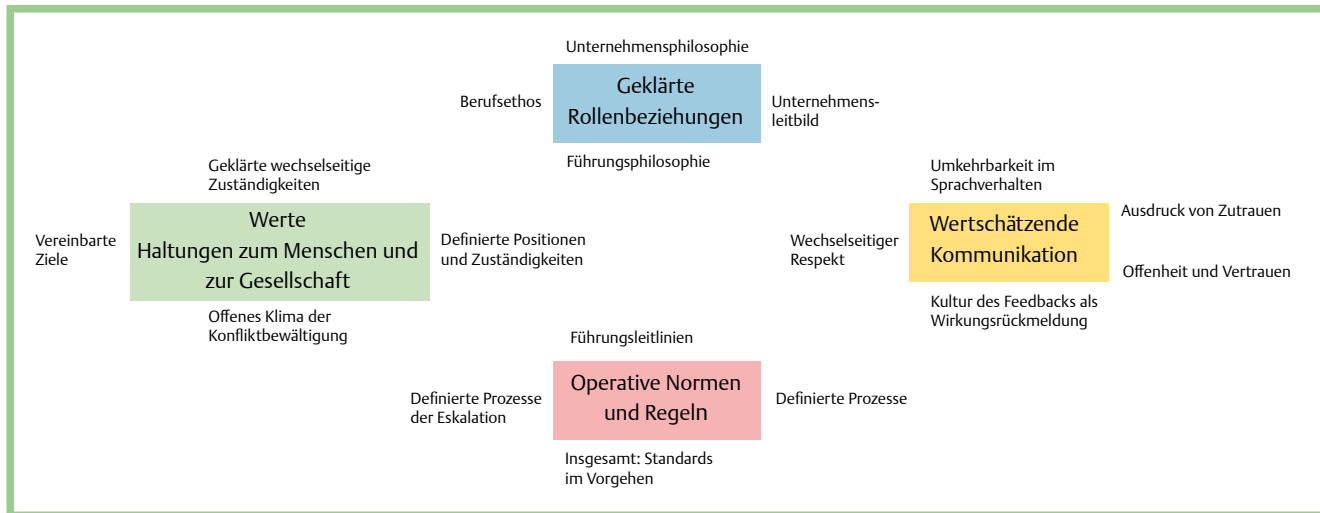 Unternehmensphilosophie
Berufsethos
Geklärte
Rollenbeziehungen
Unternehmens-
leitbild
Führungsphilosophie
Geklärte wechselseitige
Zuständigkeiten
Vereinbarte
Ziele
Werte
Haltungen zum Menschen und
zur Gesellschaft
Definierte Positionen
und Zuständigkeiten
Offenes Klima der
Konfliktbewältigung
Umkehrbarkeit im
Sprachverhalten
Wechselseitiger
Respekt
Wertschätzende
Kommunikation
Ausdruck von Zutrauen
Offenheit und Vertrauen
Kultur des Feedbacks als
Wirkungsrückmeldung
Führungsleitlinien
Definierte Prozesse
der Eskalation
Operative Normen
und Regeln
Definierte Prozesse
Insgesamt: Standards
im Vorgehen